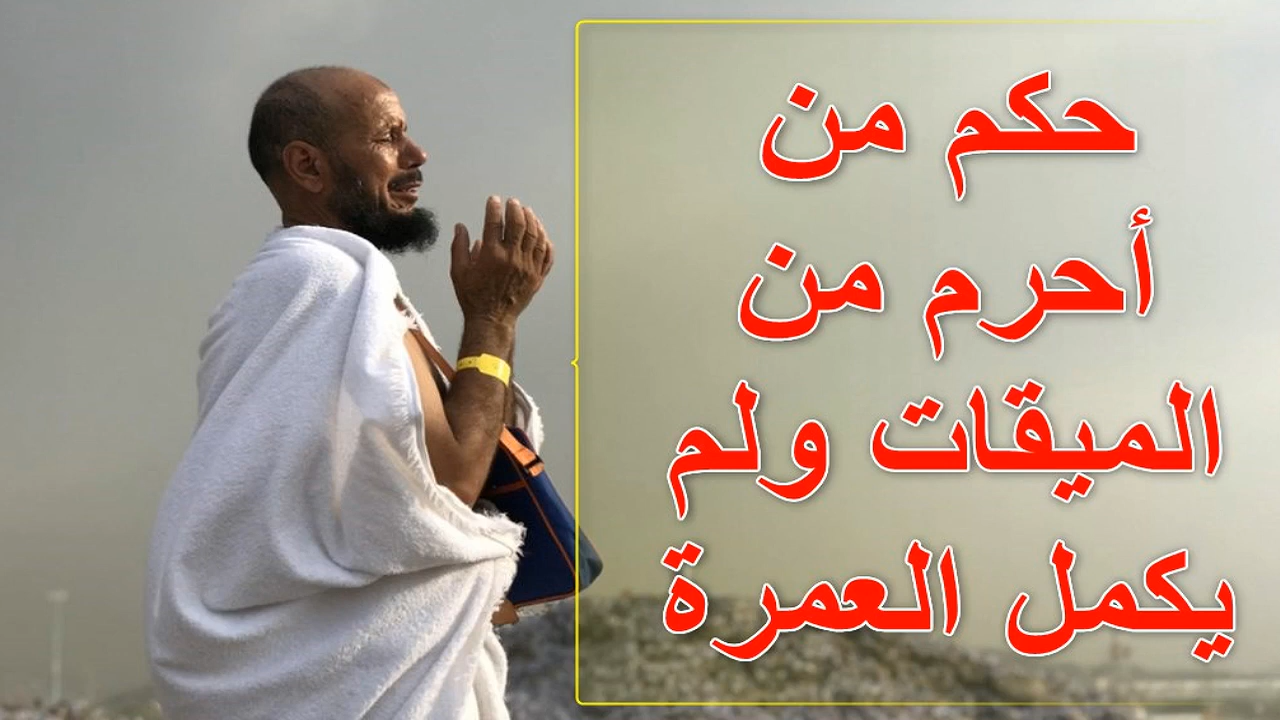 حكم من
أحرم من
الميقات ولم
يكمل العمرة